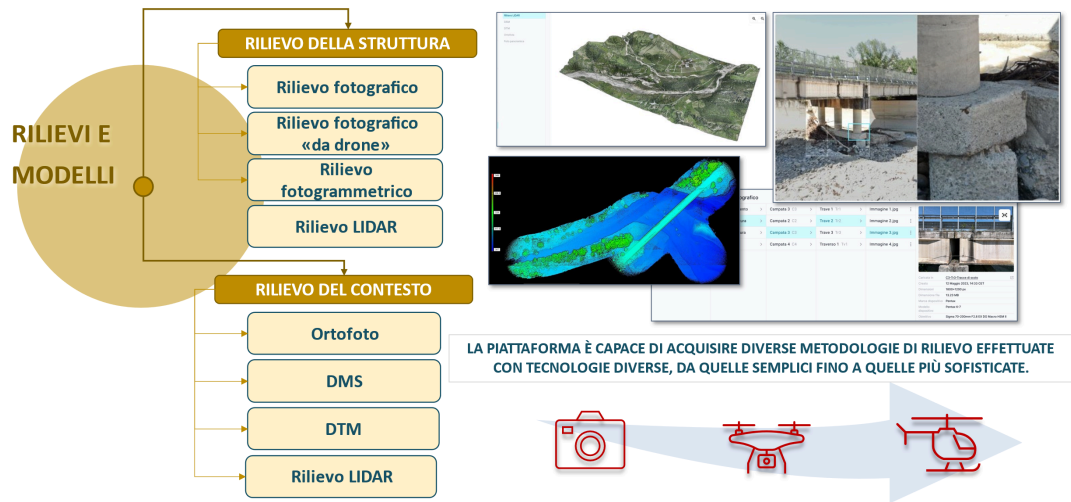 RILIEVI E
MODELLI
RILIEVO DELLA STRUTTURA
Rilievo fotografico
Rilievo fotografico
«da drone»
Rilievo
fotogrammetrico
Rilievo LIDAR
RILIEVO DEL CONTESTO
Ortofoto
DMS
DTM
Rilievo LIDAR
Campata 3
Trave 1
Immagine 1.jpg
Campata 2
Trave 2
Immagine 2.jpg
Campata 3
Trave 3
Immagine 3.jpg
Campata 4
Traverso 1
Immagine 4.jpg
LA PIATTAFORMA È CAPACE DI ACQUISIRE DIVERSE METODOLOGIE DI RILIEVO EFFETTUATE
CON TECNOLOGIE DIVERSE, DA QUELLE SEMPLICI FINO A QUELLE PIÙ SOFISTICATE.